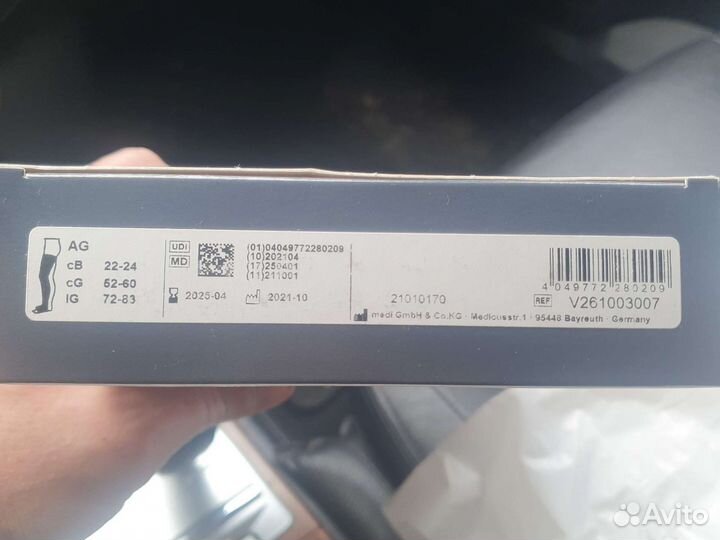 AG
cB 22-24
cG 52-60
lG 72-83
UDI
MD
(01)04049772280209
(10)202104
(17)250401
(11)211001
2025-04 2021-10
21010170
medi GmbH & Co.KG · Medicusstr.1 · 95448 Bayreuth · Germany
4 049772 280209
REF V261003007
Avito